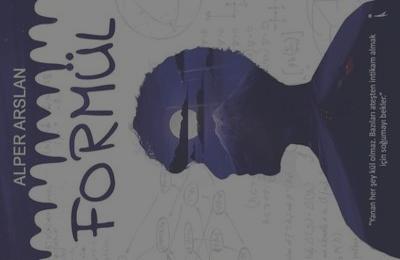 ALPER ARSLAN
FORMÜL
"Yanan her şey kül olmaz. Bazıları ateşten intikam almak
için soğumayı bekler."